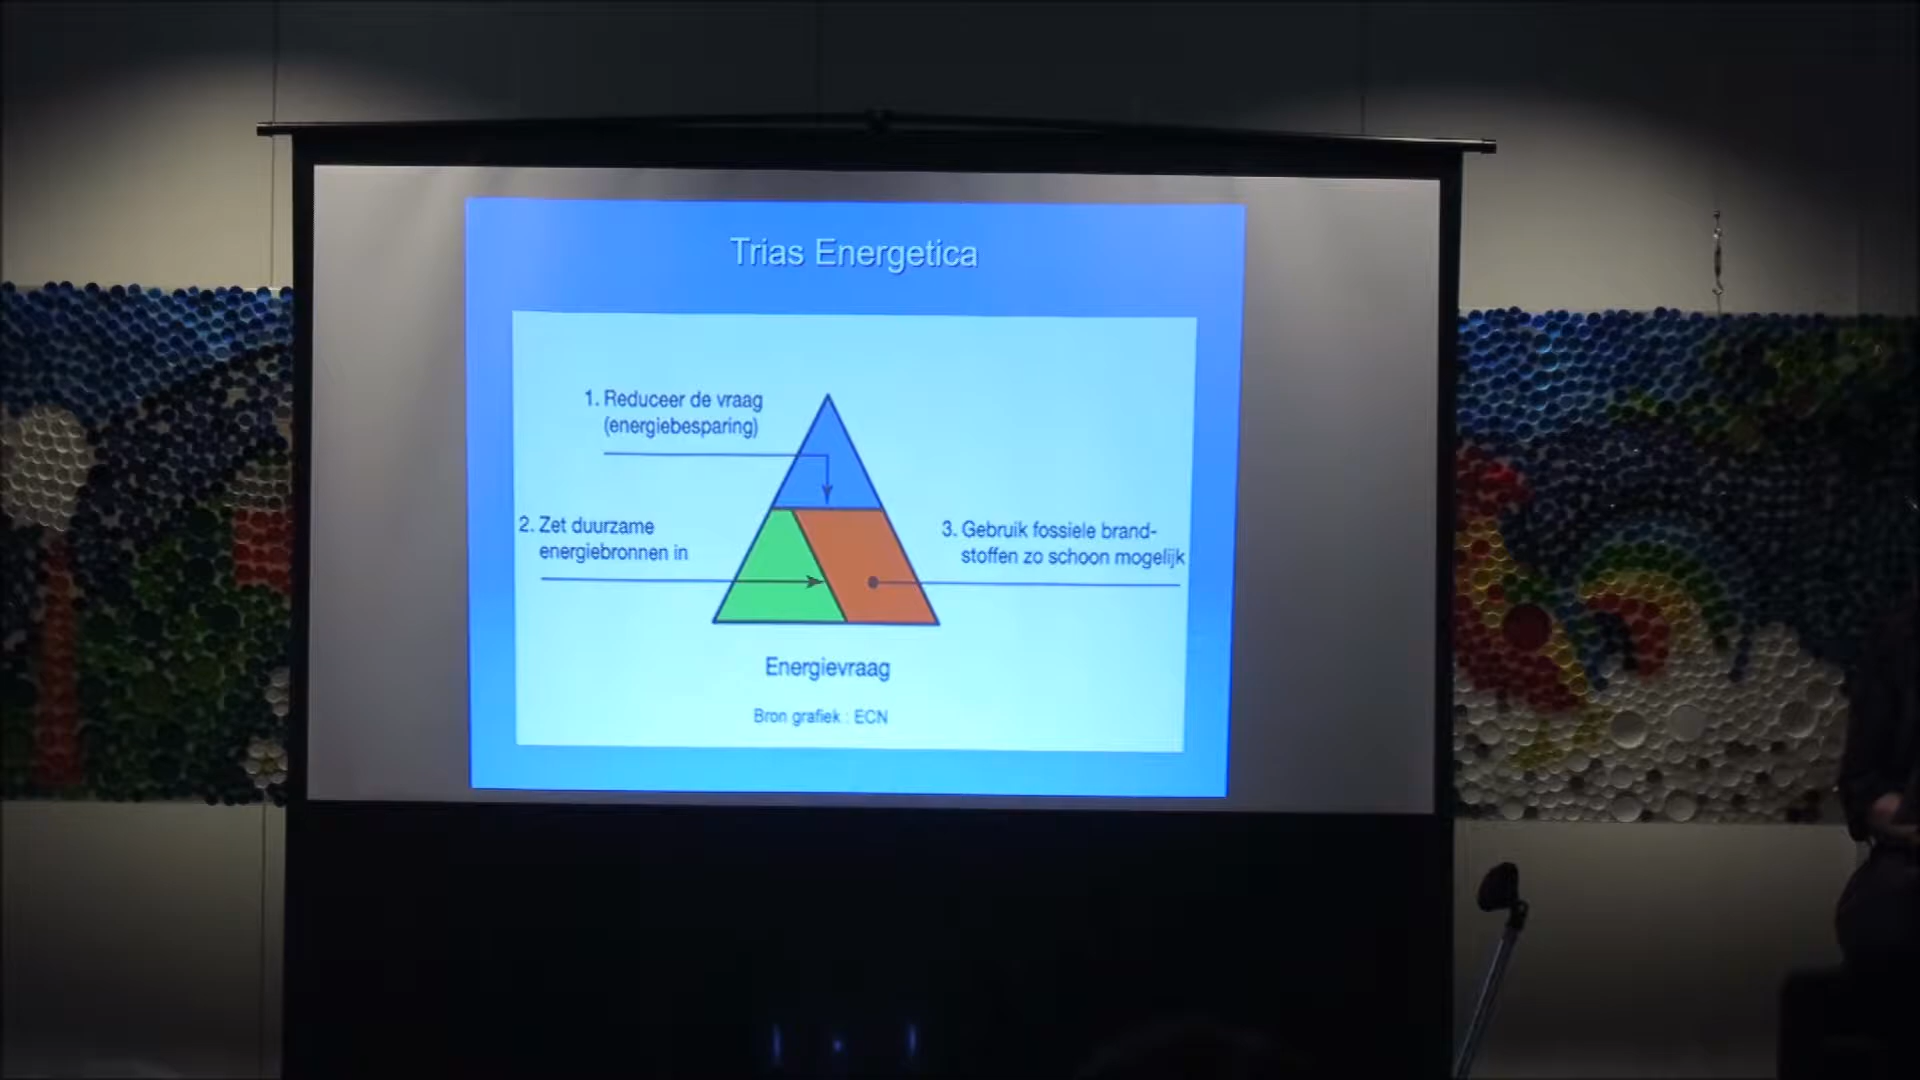 Trias Energetica
1. Reduceer de vraag
(energiebesparing)
2. Zet duurzame
energiebronnen in
3. Gebruik fossiele brand-
stoffen zo schoon mogelijk
Energievraag
Bron grafiek : ECN